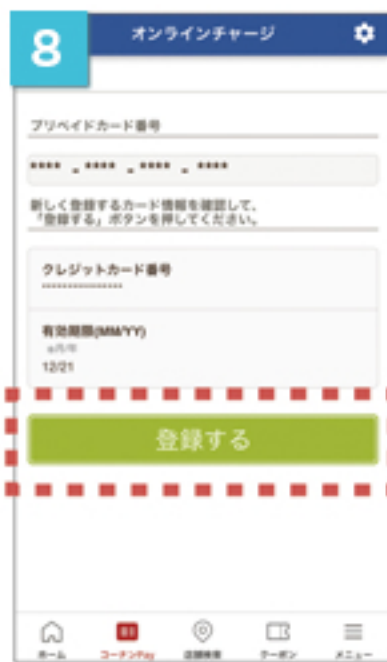 8
オンラインチャージ
プリペイドカード番号
**** - **** - **** - ****
新しく登録するカード情報を確認して、
「登録する」ボタンを押してください。
クレジットカード番号
***************
有効期限(MM/YY)
※月/年
12/21
登録する
ホーム
コーチンPay
店舗検索
クーポン
メニュー